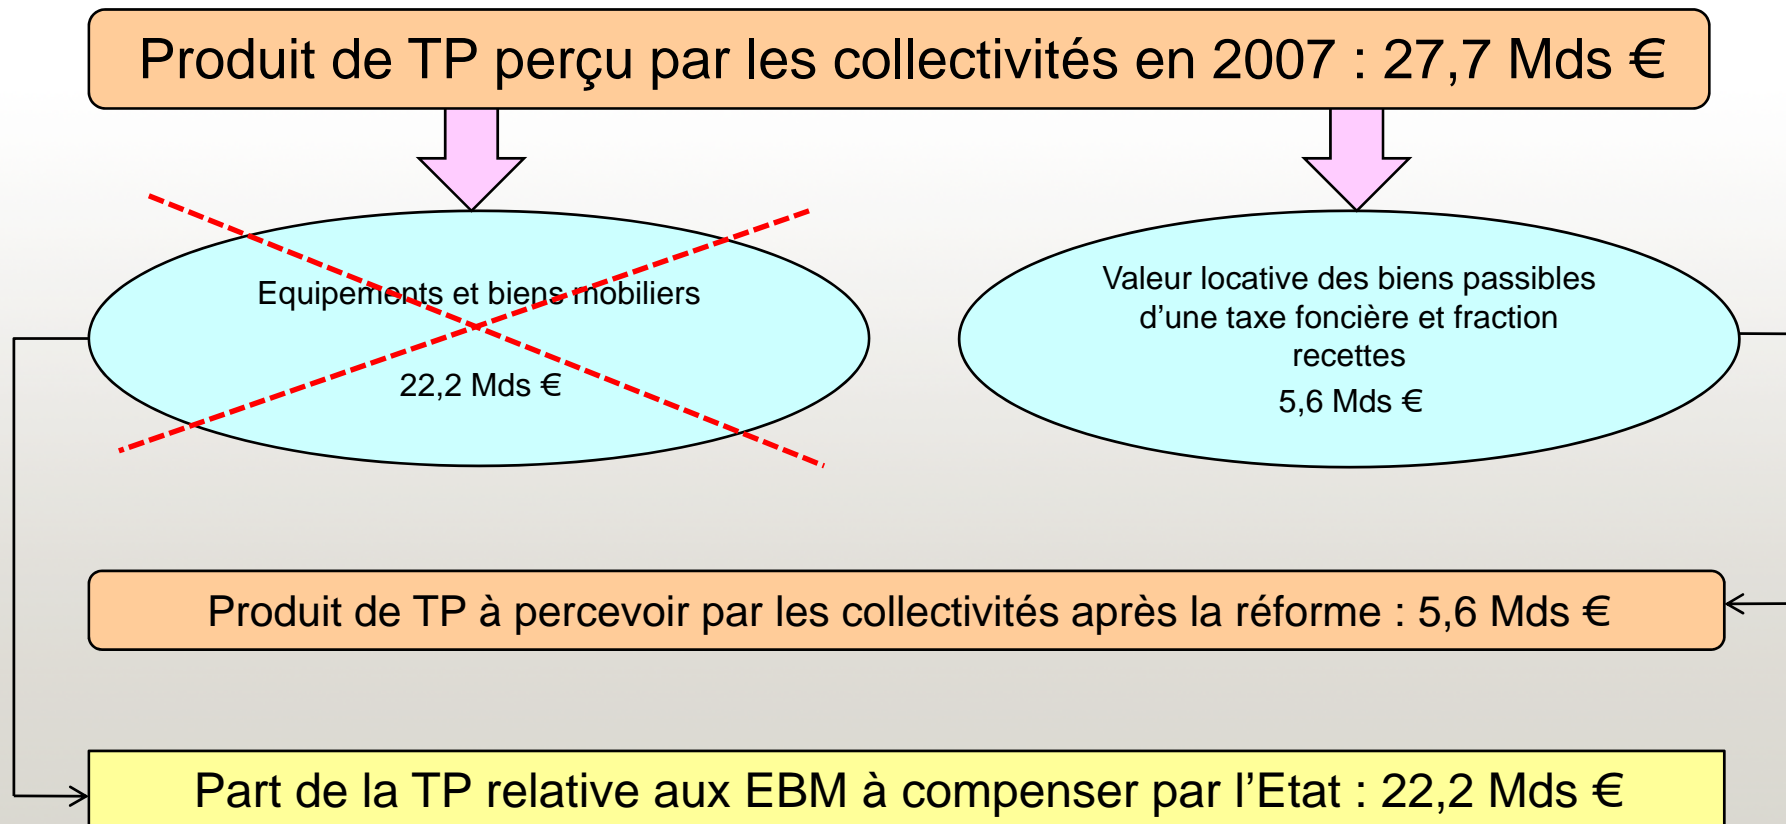 Produit de TP perçu par les collectivités en 2007 : 27,7 Mds €
Equipements et biens mobiliers
22,2 Mds €
Valeur locative des biens passibles
d’une taxe foncière et fraction
recettes
5,6 Mds €
Produit de TP à percevoir par les collectivités après la réforme : 5,6 Mds €
Part de la TP relative aux EBM à compenser par l’Etat : 22,2 Mds €